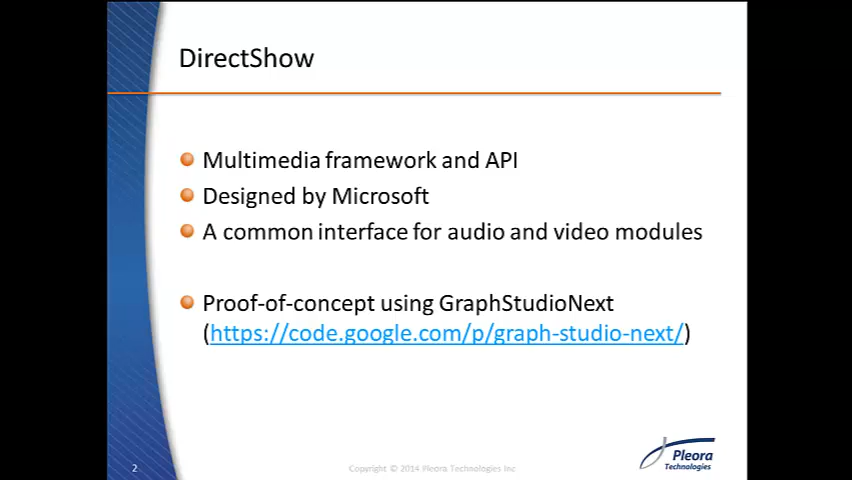 DirectShow
Multimedia framework and API
Designed by Microsoft
A common interface for audio and video modules
Proof-of-concept using GraphStudioNext
(https://code.google.com/p/graph-studio-next/)
2
Copyright © 2014 Pleora Technologies Inc
Pleora
Technologies